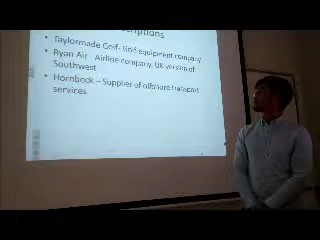 scriptions
• Taylormade Golf- Golf equipment company
• Ryan Air – Airline company, UK version of
Southwest
• Hornbeck – Supplier of offshore transport
services